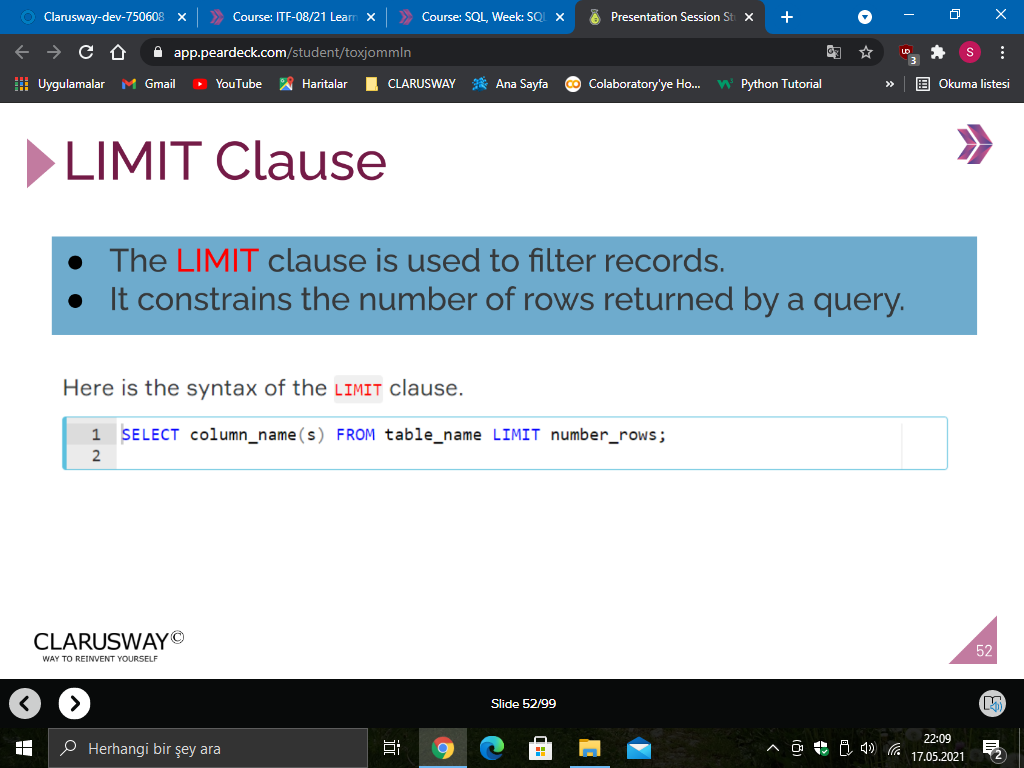 Clarusway-dev-750608
Course: ITF-08/21 Learn
Course: SQL, Week: SQL
Presentation Session St
app.peardeck.com/student/toxjommln
S
3
Uygulamalar
Gmail
YouTube
Haritalar
CLARUSWAY
Ana Sayfa
Colaboratory'ye Ho...
Python Tutorial
»
Okuma listesi
LIMIT Clause
● The LIMIT clause is used to filter records.
● It constrains the number of rows returned by a query.
Here is the syntax of the LIMIT clause.
1 SELECT column_name(s) FROM table_name LIMIT number_rows;
2
CLARUSWAY©
WAY TO REINVENT YOURSELF
52
Slide 52/99
Herhangi bir şey ara
22:09
17.05.2021
2